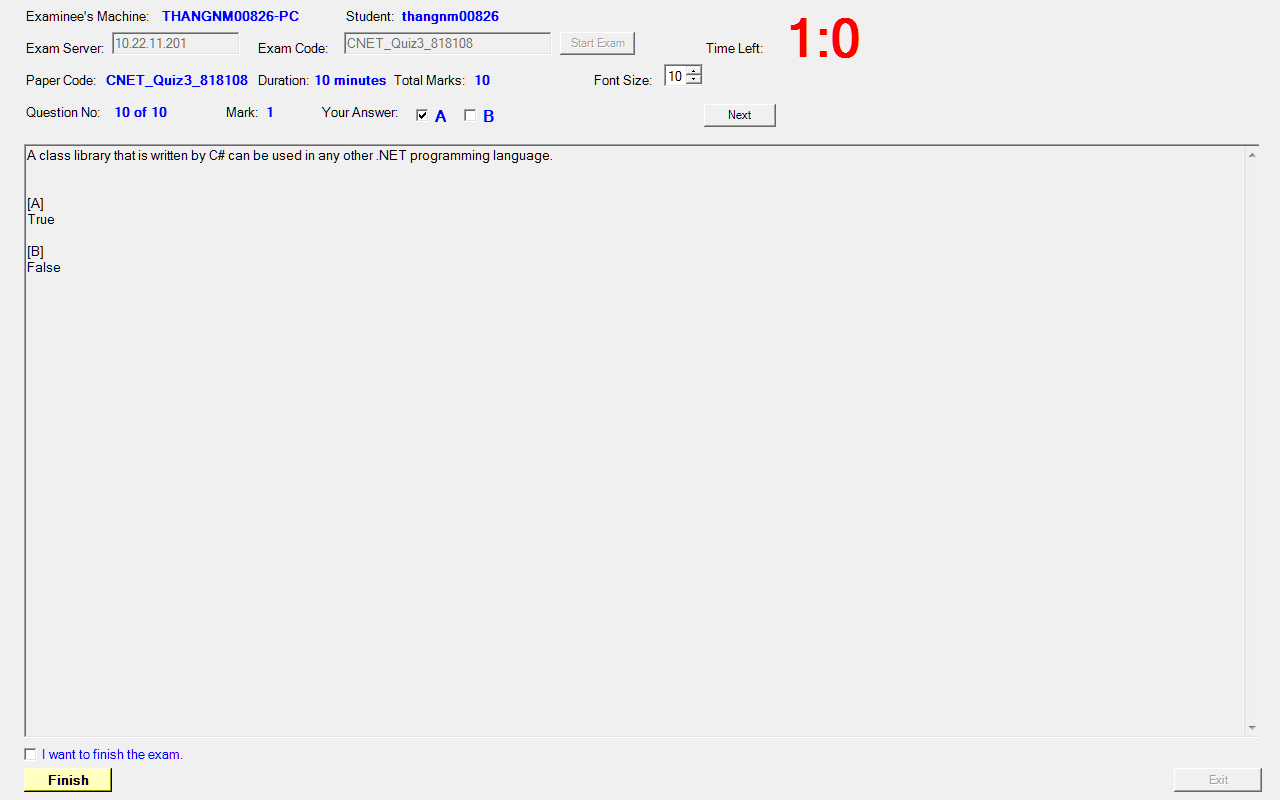 Examinee's Machine: THANGNM00826-PC Student: thangnm00826
Exam Server: 10.22.11.201 Exam Code: CNET_Quiz3_818108 Start Exam Time Left: 1:0
Paper Code: CNET_Quiz3_818108 Duration: 10 minutes Total Marks: 10 Font Size: 10
Question No: 10 of 10 Mark: 1 Your Answer: A B Next
A class library that is written by C# can be used in any other .NET programming language.
[A]
True
[B]
False
I want to finish the exam.
Finish Exit